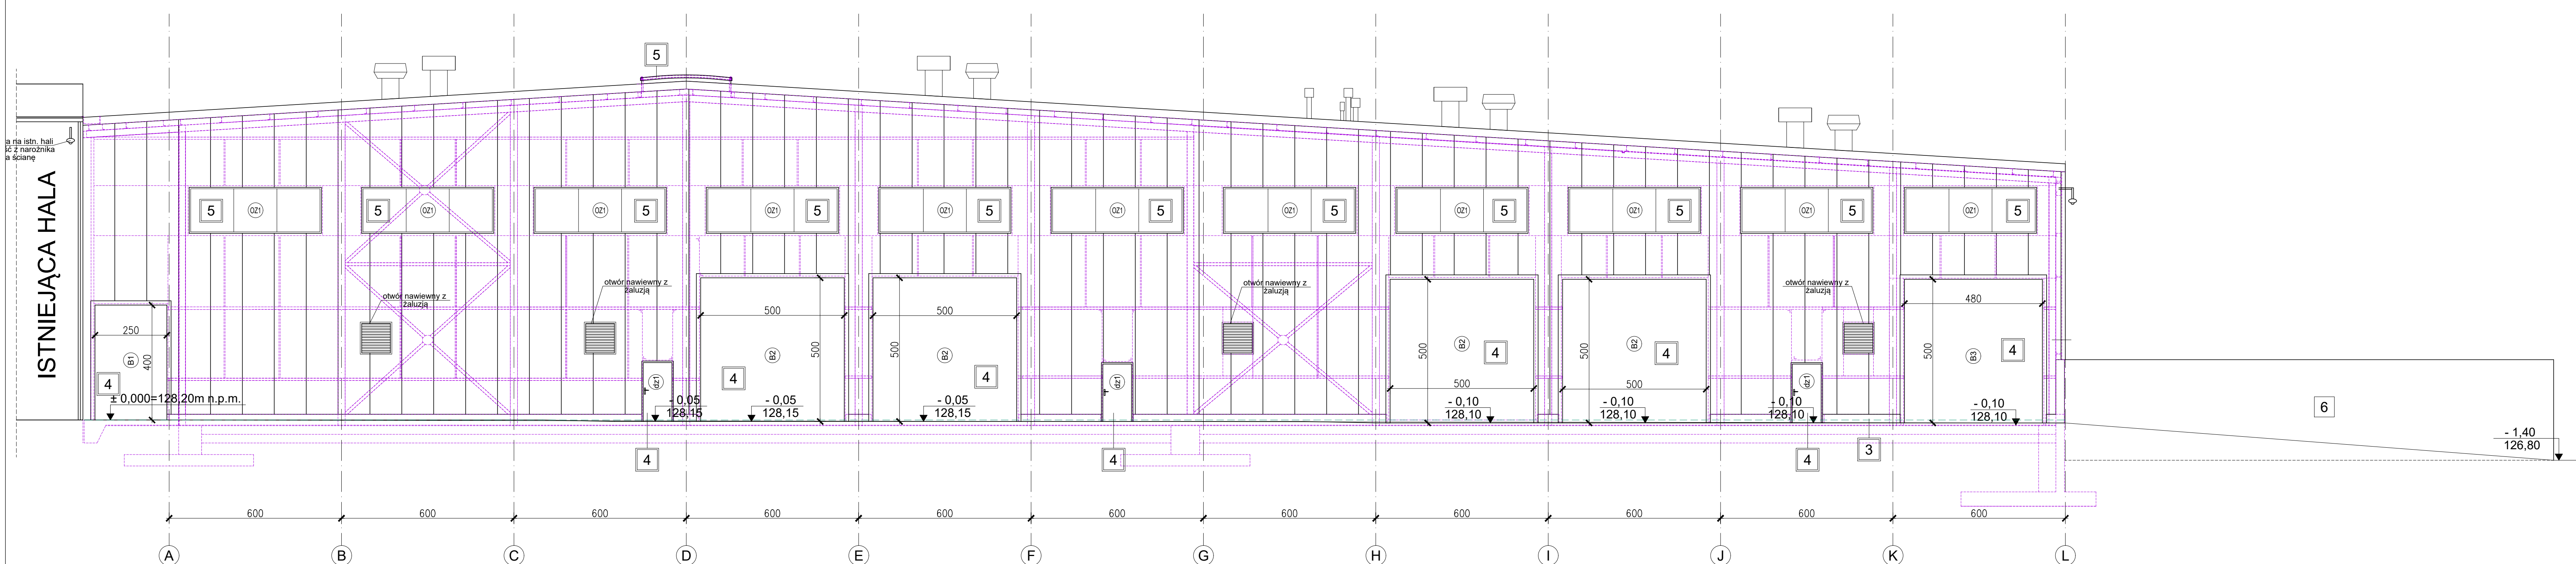 5
a na istn. hali
ść z narożnika
a ścianę
ISTNIEJĄCA HALA
5 OZ1
5 OZ1
OZ1 5
OZ1 5
OZ1 5
OZ1 5
OZ1 5
OZ1 5
OZ1 5
OZ1 5
OZ1 5
otwór nawiewny z
żaluzją
otwór nawiewny z
żaluzją
otwór nawiewny z
żaluzją
otwór nawiewny z
żaluzją
250
400
B1
4
± 0,000=128,20m n.p.m.
dz1
- 0,05
128,15
500
500
B2
4
- 0,05
128,15
500
500
B2
4
- 0,05
128,15
dz1
500
B2
4
500
- 0,10
128,10
500
B2
4
500
- 0,10
128,10
dz1
- 0,10
128,10
480
500
B3
4
- 0,10
128,10
6
- 1,40
126,80
4
4
4
3
600 600 600 600 600 600 600 600 600 600 600
A B C D E F G H I J K L